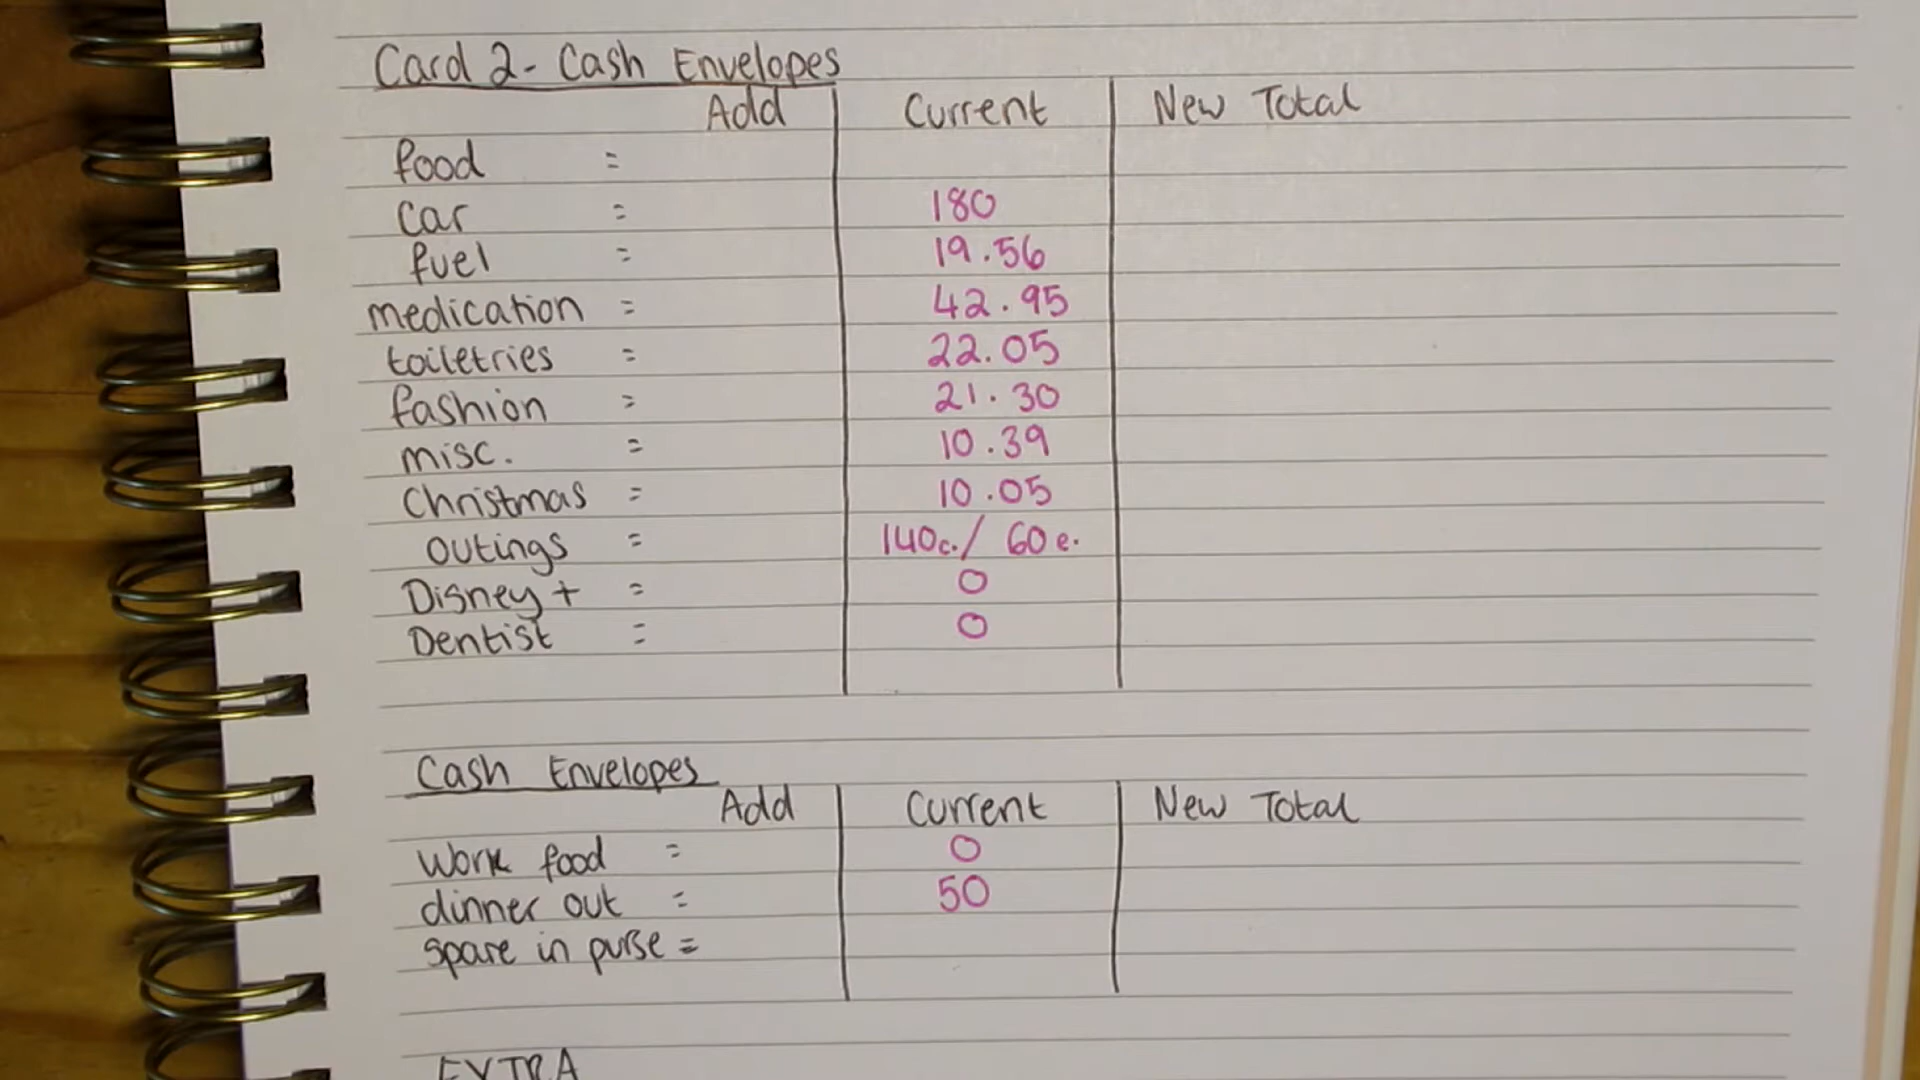 Card 2 - Cash Envelopes
Add Current New Total
food =
car = 180
fuel = 19.56
medication = 42.95
toiletries = 22.05
fashion = 21.30
misc. = 10.39
Christmas = 10.05
Outings = 140c. / 60e.
Disney+ = 0
Dentist = 0
Cash Envelopes
Add Current New Total
Work food = 0
dinner out = 50
spare in purse =
EXTRA